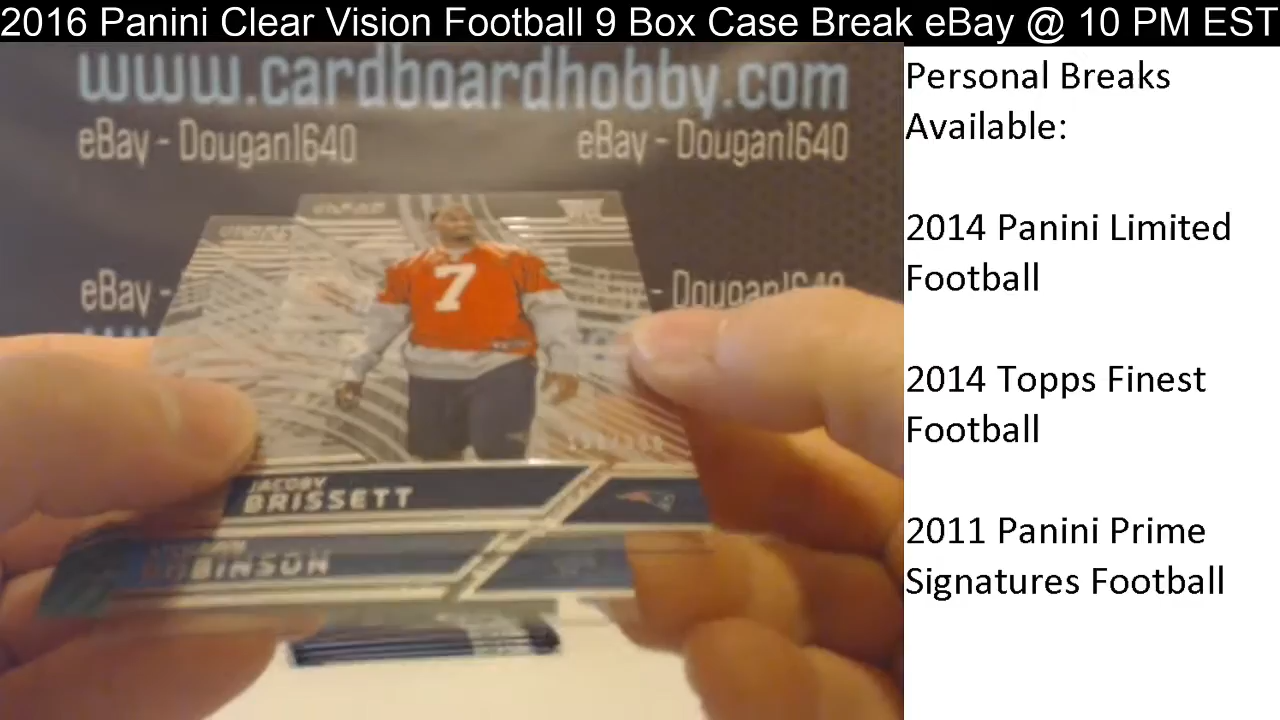 2016 Panini Clear Vision Football 9 Box Case Break eBay @ 10 PM EST
www.cardboardhobby.com
eBay - Dougan1640
eBay - Dougan1640
eBay -
- Dougan1640
7
JACOBY
BRISSETT
Personal Breaks
Available:
2014 Panini Limited
Football
2014 Topps Finest
Football
2011 Panini Prime
Signatures Football